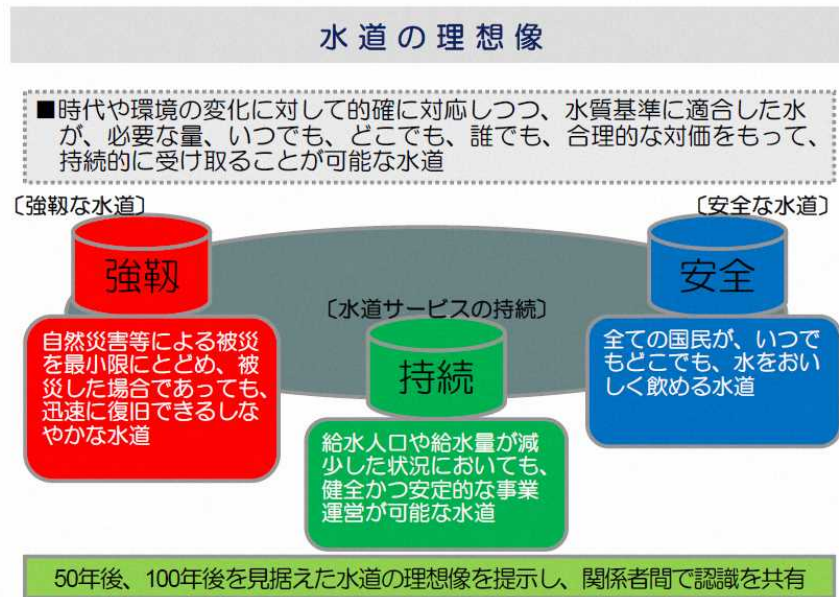 水道の理想像
■時代や環境の変化に対して的確に対応しつつ、水質基準に適合した水
が、必要な量、いつでも、どこでも、誰でも、合理的な対価をもって、
持続的に受け取ることが可能な水道
〔強靱な水道〕
強靱
自然災害等による被災
を最小限にとどめ、被
災した場合であっても、
迅速に復旧できるしな
やかな水道
〔水道サービスの持続〕
持続
給水人口や給水量が減
少した状況においても、
健全かつ安定的な事業
運営が可能な水道
〔安全な水道〕
安全
全ての国民が、いつで
もどこでも、水をおい
しく飲める水道
50年後、100年後を見据えた水道の理想像を提示し、関係者間で認識を共有